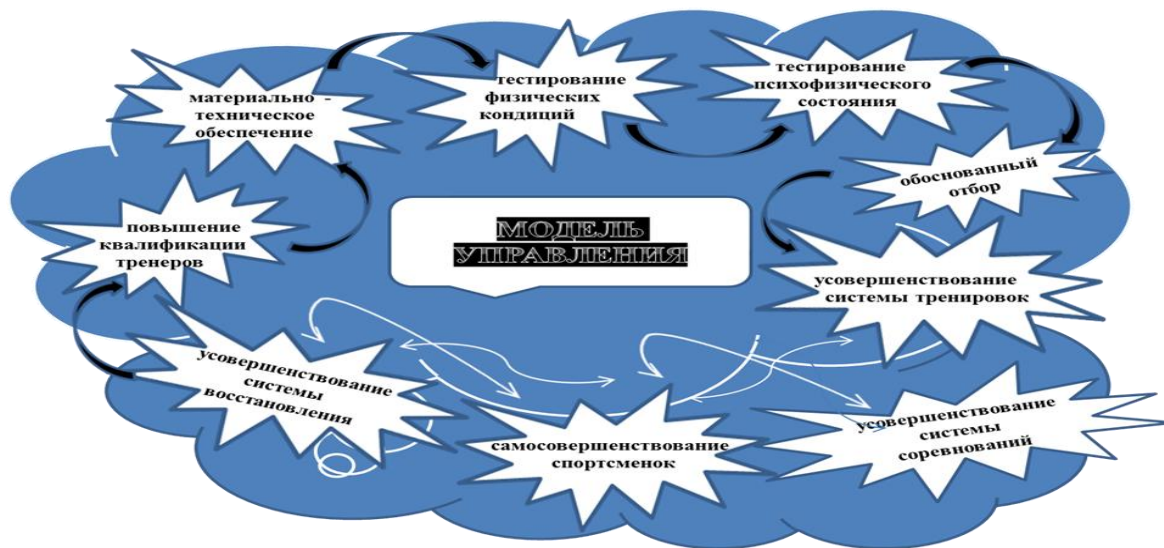 материально -
техническое
обеспечение
тестирование
физических
кондиций
тестирование
психофизического
состояния
обоснованный
отбор
МОДЕЛЬ
УПРАВЛЕНИЯ
повышение
квалификации
тренеров
усовершенствование
системы тренировок
усовершенствование
системы
восстановления
самосовершенствование
спортсменок
усовершенствование
системы
соревнований